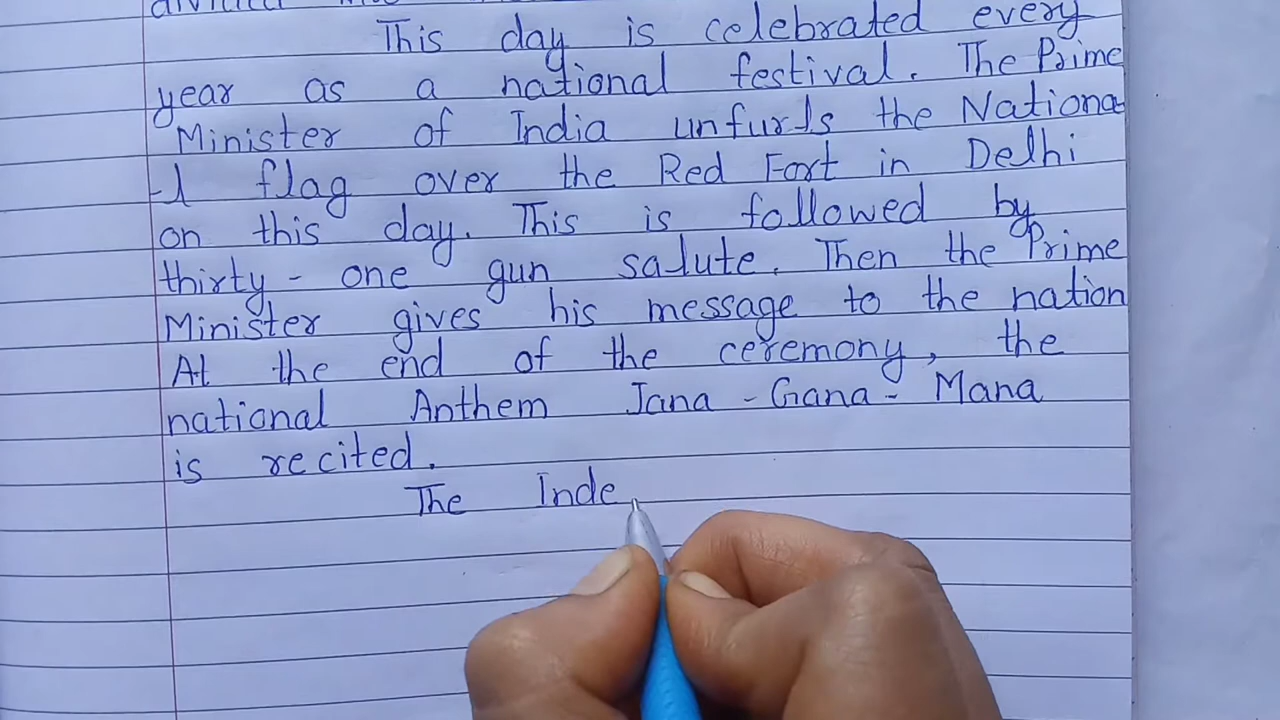 This day is celebrated every
year as a national festival. The Prime
Minister of India unfurls the Nationa
-l flag over the Red Fort in Delhi
on this day. This is followed by
thirty - one gun salute. Then the Prime
Minister gives his message to the nation
At the end of the ceremony, the
national Anthem Jana - Gana - Mana
is recited.
The Inde